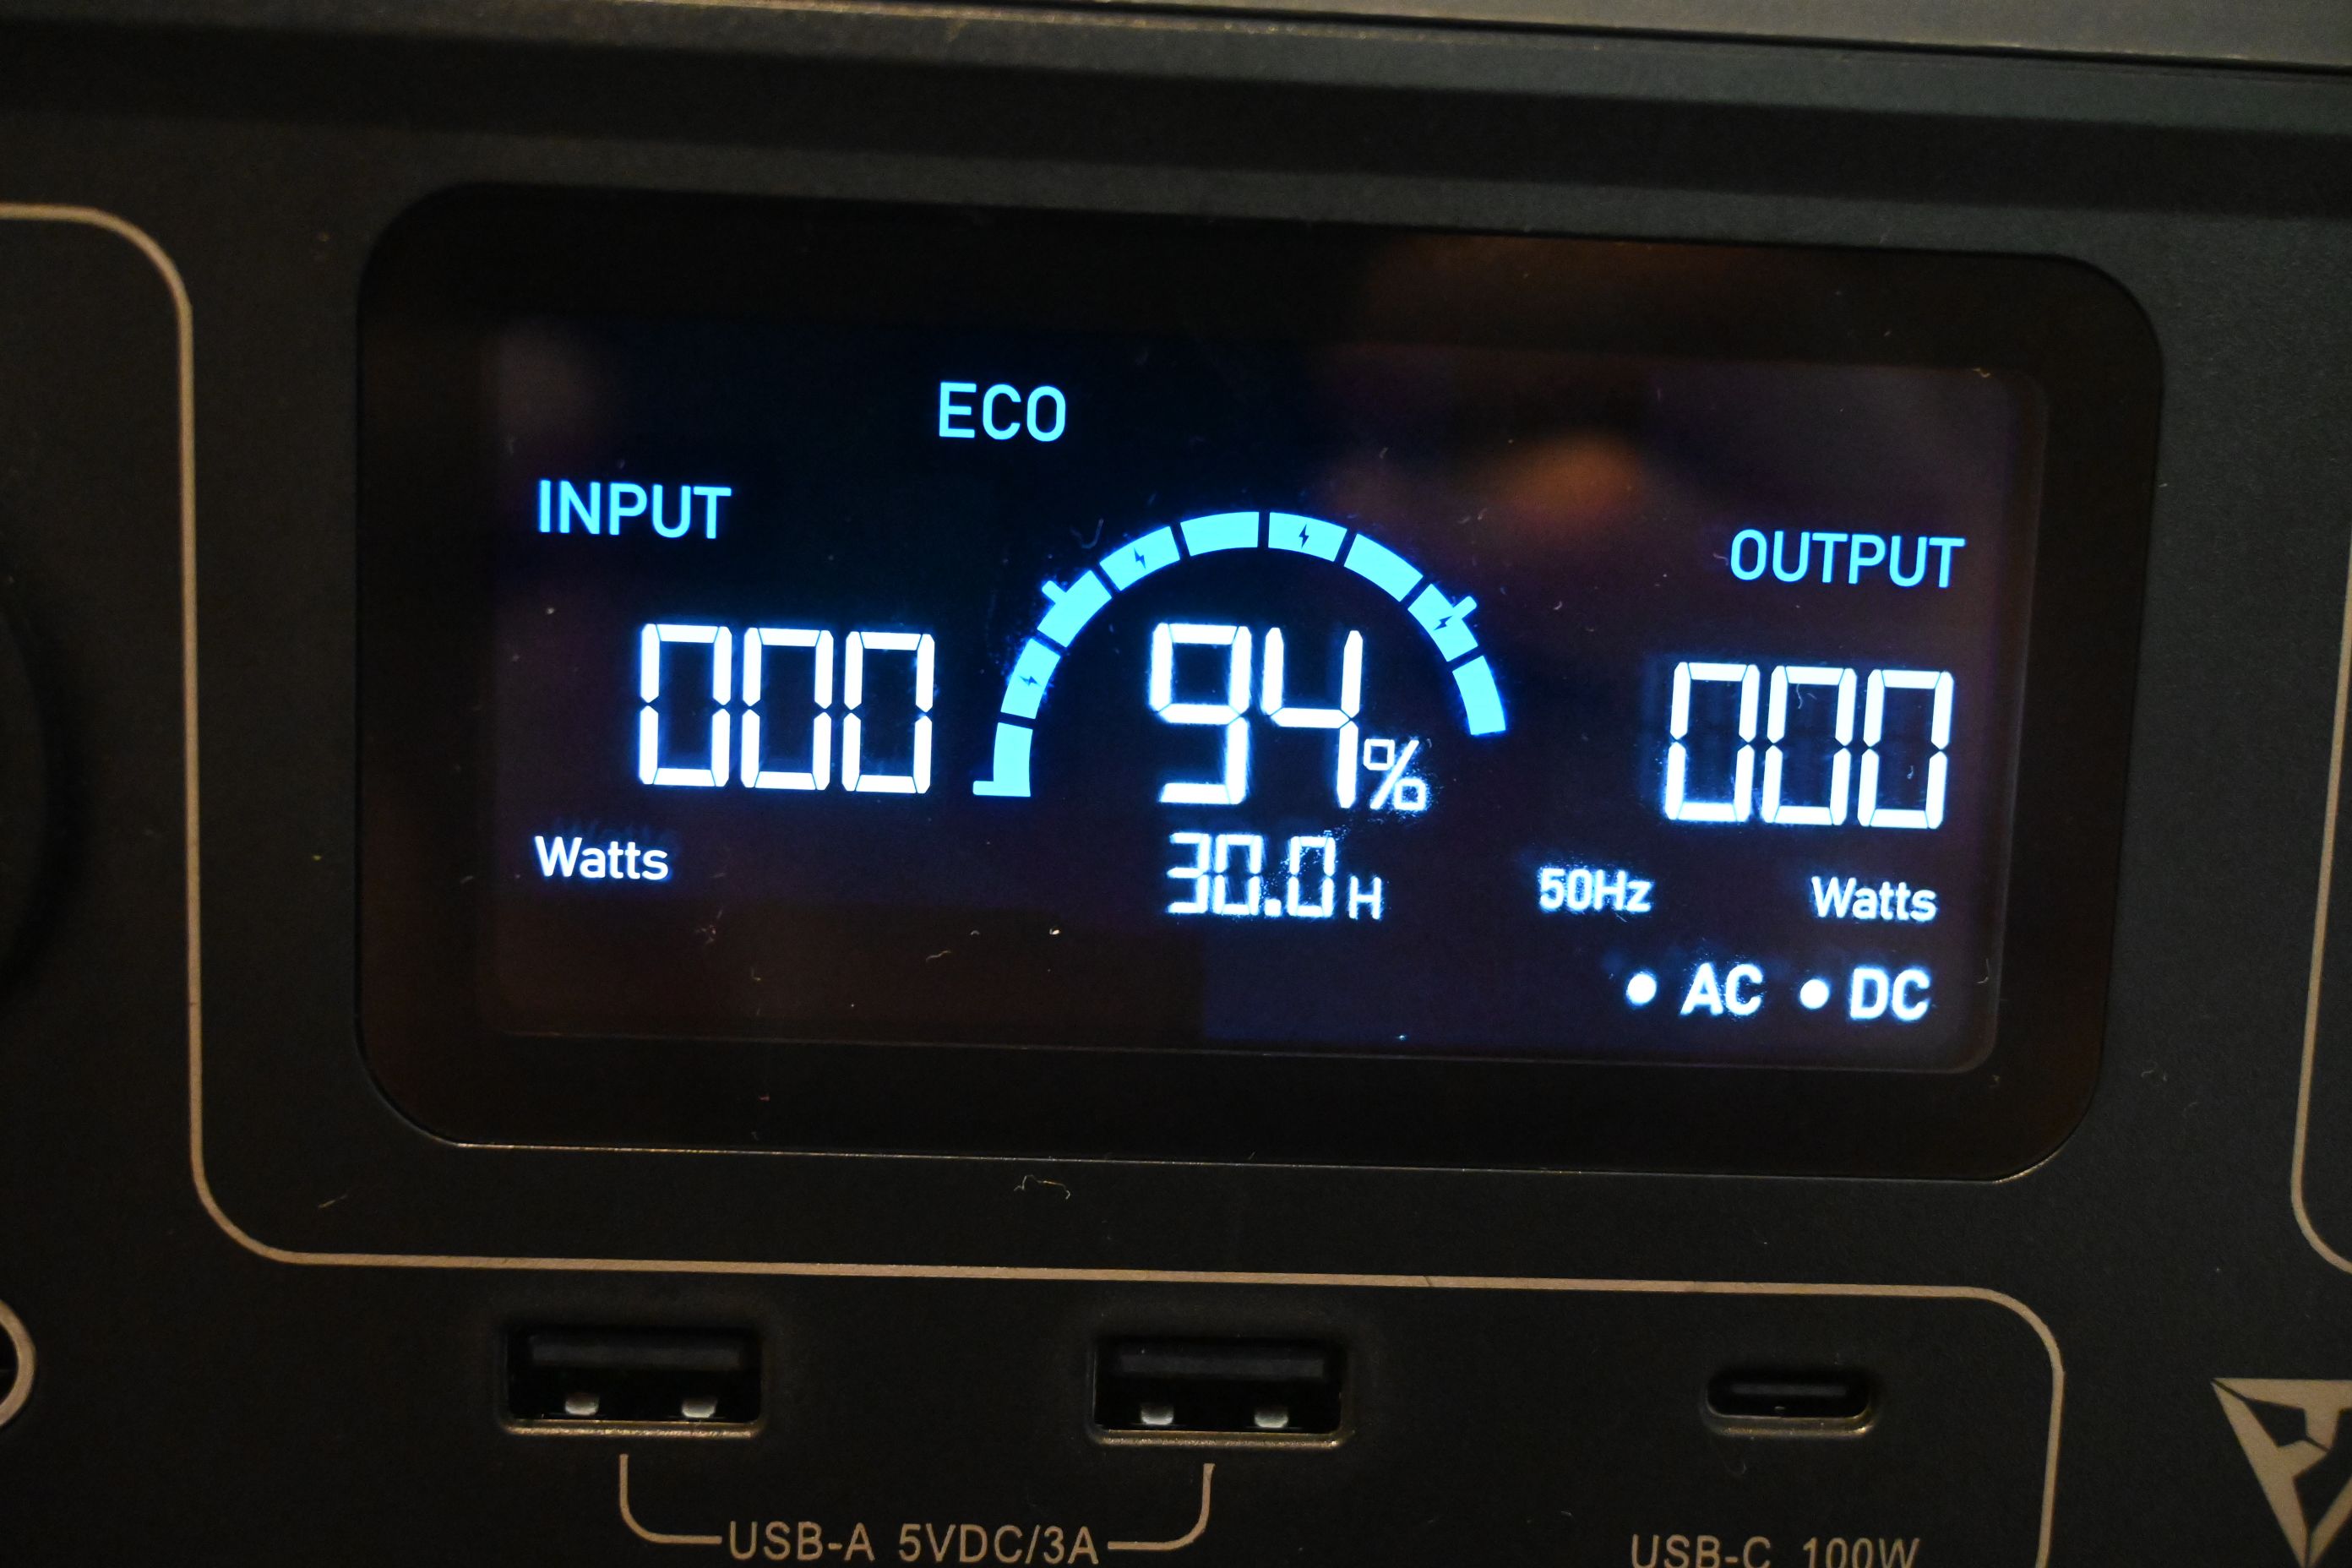 ECO
INPUT
OUTPUT
000
94%
000
Watts
30.0H
50Hz
Watts
AC
DC
USB-A 5VDC/3A
USB-C 100W